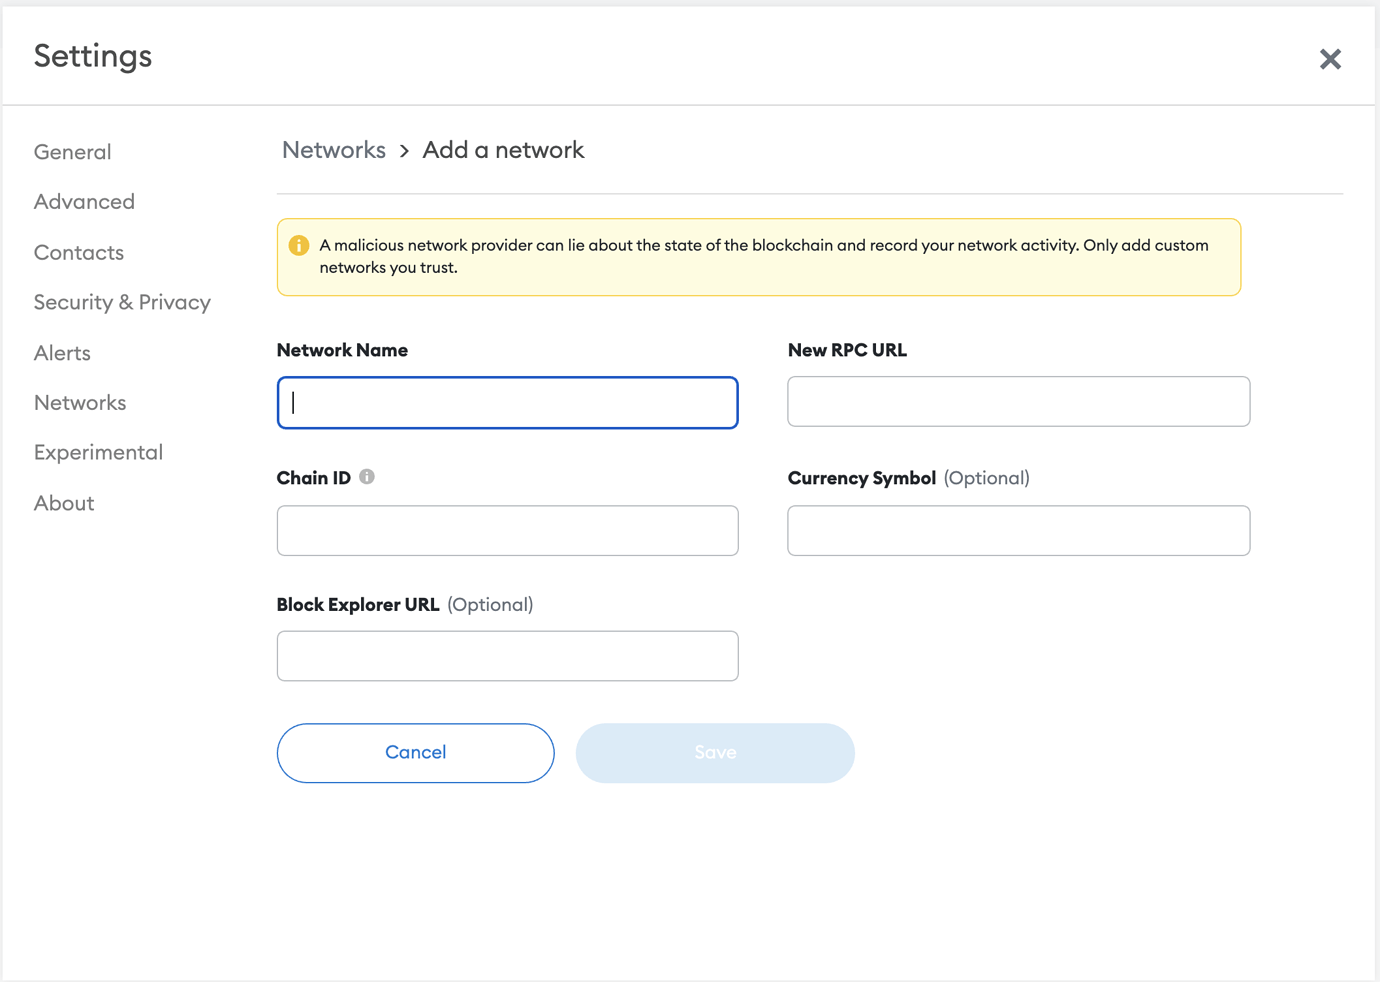 Settings
General
Advanced
Contacts
Security & Privacy
Alerts
Networks
Experimental
About
Networks > Add a network
A malicious network provider can lie about the state of the blockchain and record your network activity. Only add custom
networks you trust.
Network Name
New RPC URL
Chain ID
Currency Symbol (Optional)
Block Explorer URL (Optional)
Cancel
Save